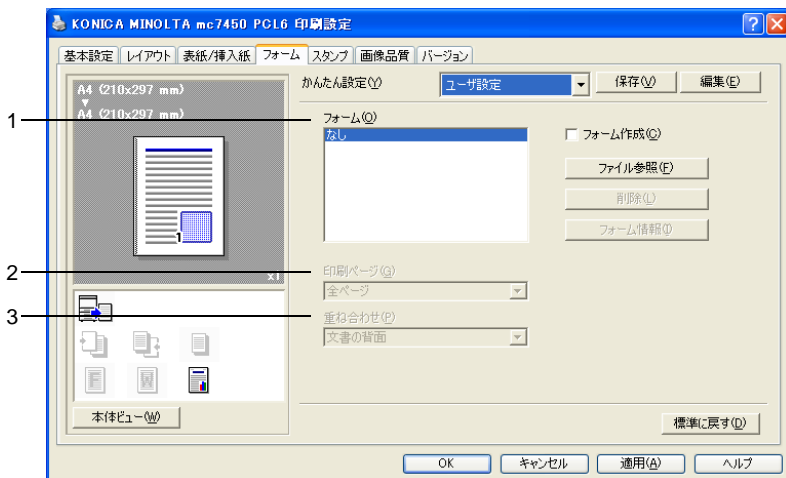 KONICA MINOLTA mc7450 PCL6 印刷設定
基本設定 レイアウト 表紙/挿入紙 フォーム スタンプ 画像品質 バージョン
A4 (210x297 mm)
A4 (210x297 mm)
1
x1
F W
本体ビュー(W)
かんたん設定(Y) ユーザ設定 保存(V) 編集(E)
1 フォーム(O)
なし
フォーム作成(C)
ファイル参照(F)
削除(L)
フォーム情報(I)
2 印刷ページ(G)
全ページ
3 重ね合わせ(P)
文書の背面
標準に戻す(D)
OK キャンセル 適用(A) ヘルプ